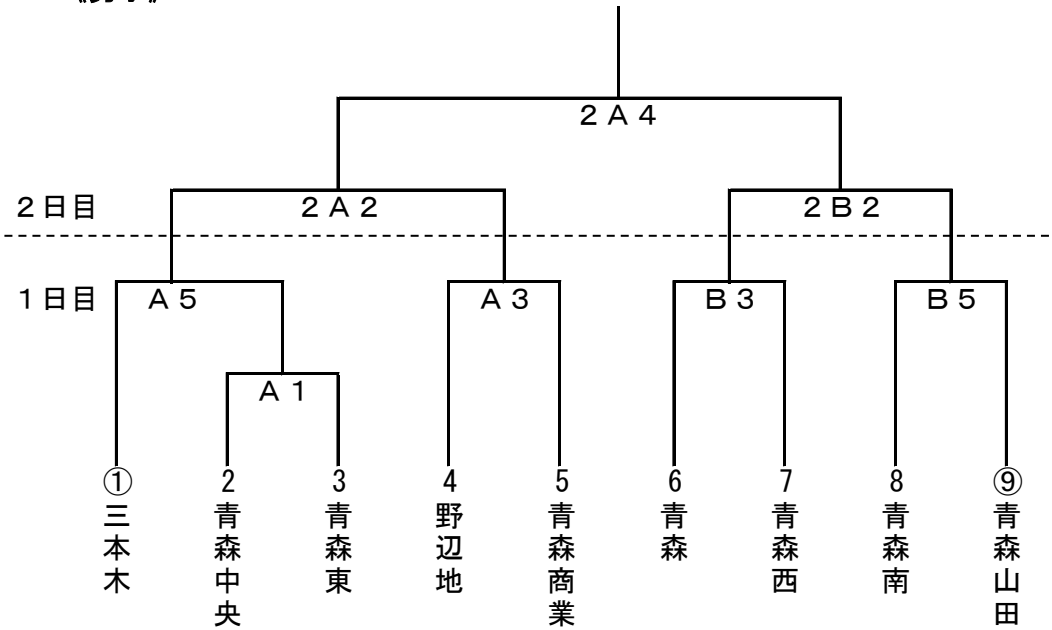 ２Ａ４
２日目
２Ａ２
２Ｂ２
１日目
Ａ５
Ａ３
Ｂ３
Ｂ５
Ａ１
①
三本木
2
青森中央
3
青森東
4
野辺地
5
青森商業
6
青森
7
青森西
8
青森南
⑨
青森山田